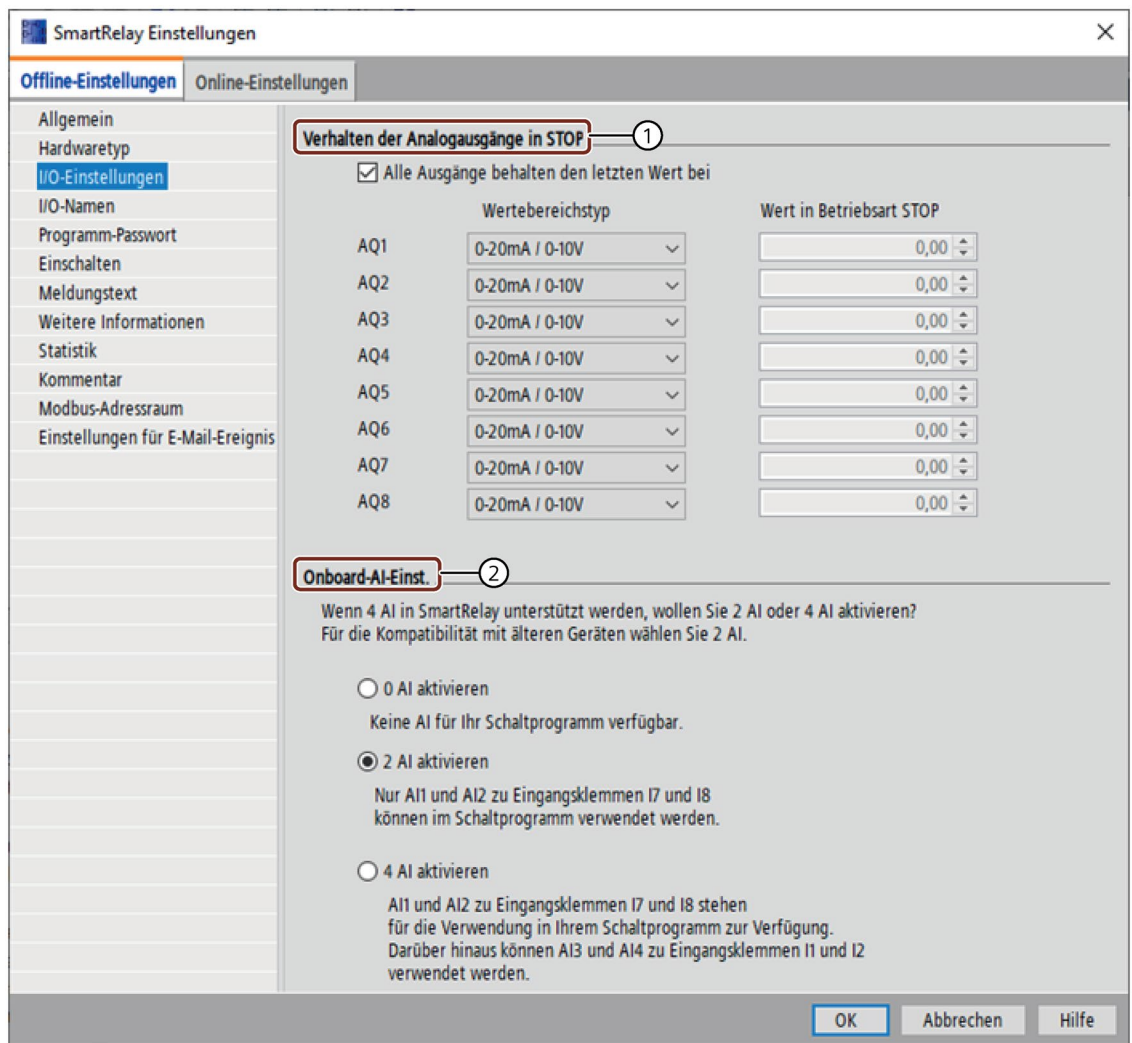 SmartRelay Einstellungen
Offline-Einstellungen Online-Einstellungen
Allgemein
Hardwaretyp
I/O-Einstellungen
I/O-Namen
Programm-Passwort
Einschalten
Meldungstext
Weitere Informationen
Statistik
Kommentar
Modbus-Adressraum
Einstellungen für E-Mail-Ereignis
Verhalten der Analogausgänge in STOP 1
Alle Ausgänge behalten den letzten Wert bei
Wertebereichstyp Wert in Betriebsart STOP
AQ1 0-20mA / 0-10V 0,00
AQ2 0-20mA / 0-10V 0,00
AQ3 0-20mA / 0-10V 0,00
AQ4 0-20mA / 0-10V 0,00
AQ5 0-20mA / 0-10V 0,00
AQ6 0-20mA / 0-10V 0,00
AQ7 0-20mA / 0-10V 0,00
AQ8 0-20mA / 0-10V 0,00
Onboard-AI-Einst. 2
Wenn 4 AI in SmartRelay unterstützt werden, wollen Sie 2 AI oder 4 AI aktivieren?
Für die Kompatibilität mit älteren Geräten wählen Sie 2 AI.
0 AI aktivieren
Keine AI für Ihr Schaltprogramm verfügbar.
2 AI aktivieren
Nur AI1 und AI2 zu Eingangsklemmen I7 und I8
können im Schaltprogramm verwendet werden.
4 AI aktivieren
AI1 und AI2 zu Eingangsklemmen I7 und I8 stehen
für die Verwendung in Ihrem Schaltprogramm zur Verfügung.
Darüber hinaus können AI3 und AI4 zu Eingangsklemmen I1 und I2
verwendet werden.
OK Abbrechen Hilfe